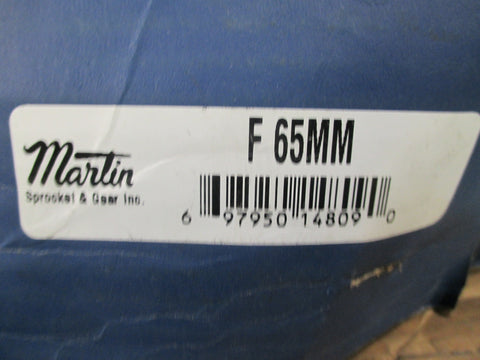 F 65MM
Martin
Sprocket & Gear Inc.
6 97950 14809 0